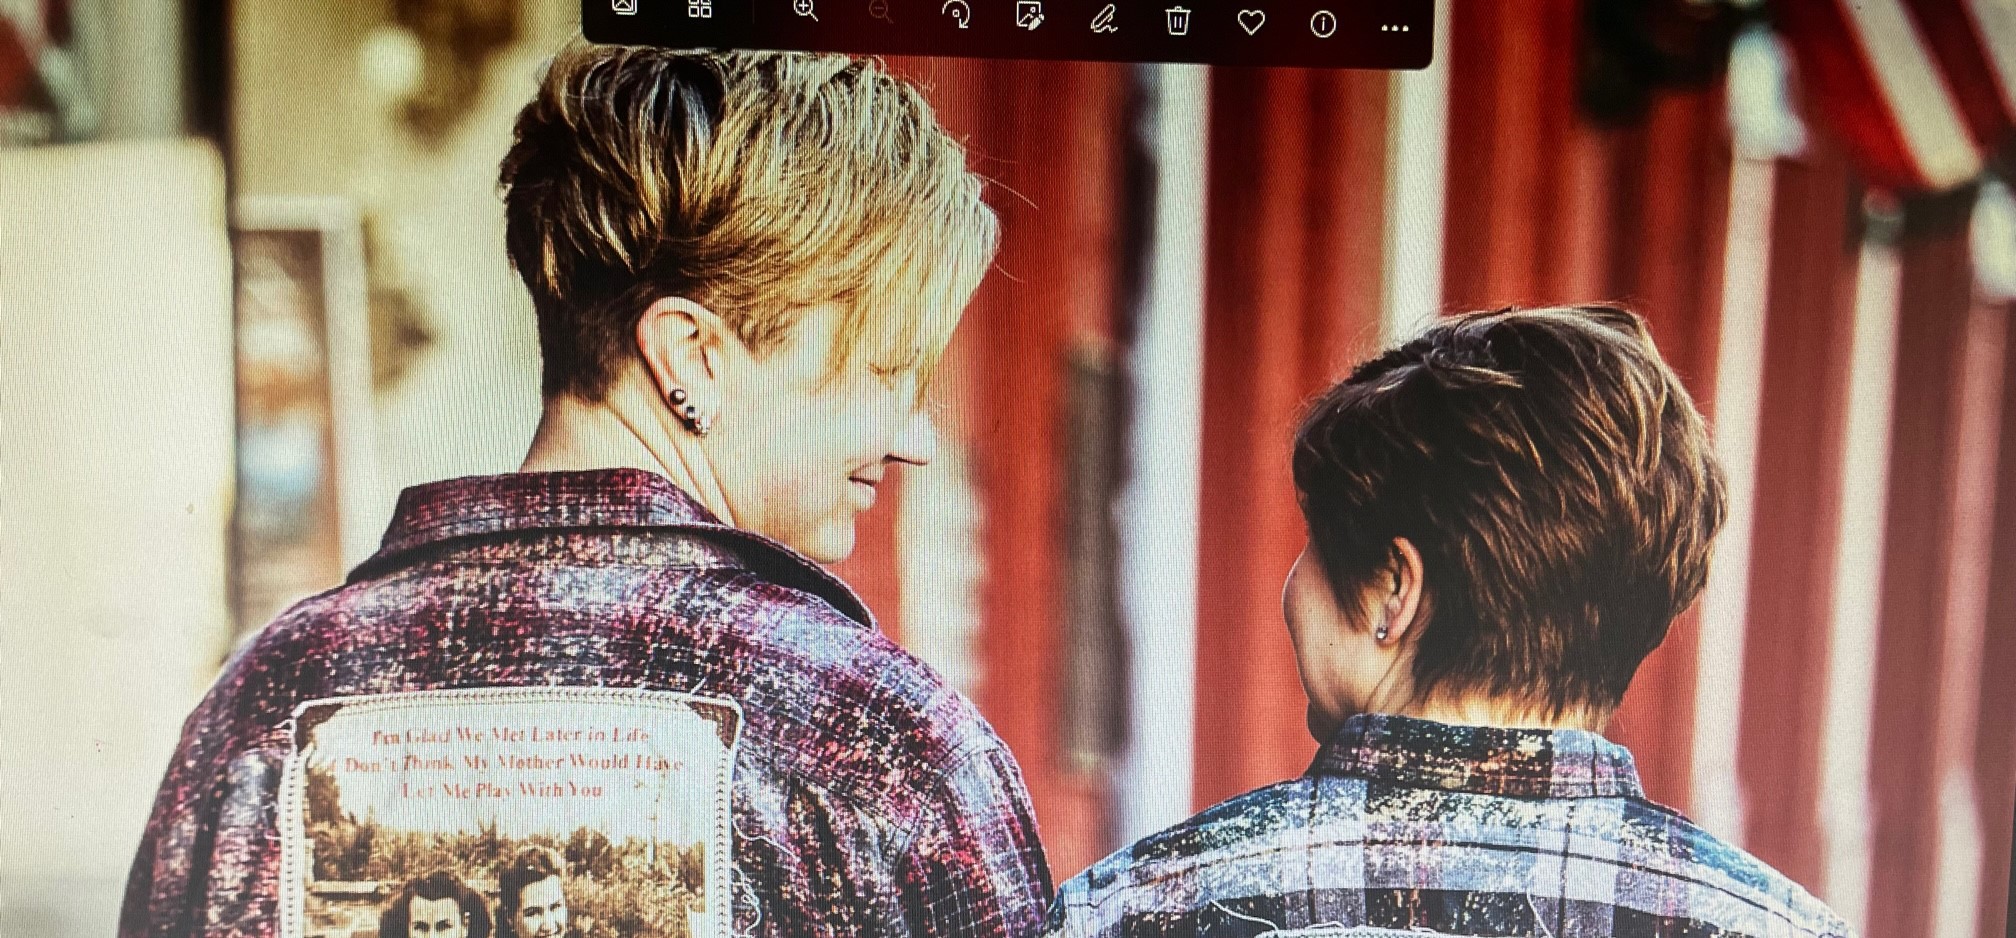 I'm Glad We Met Later in Life
I Don't Think My Mother Would Have
Let Me Play With You